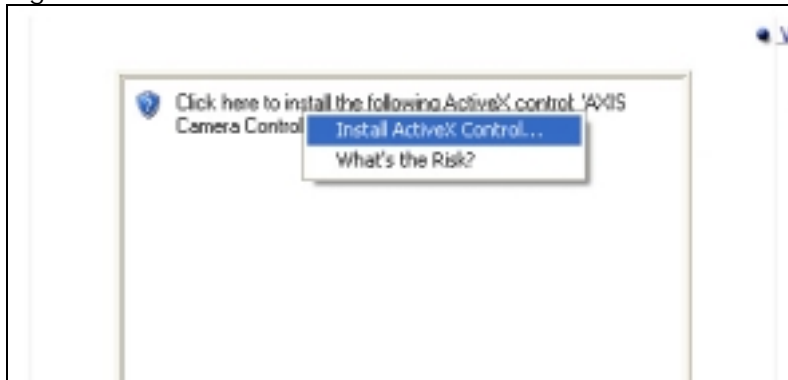 Click here to install the following ActiveX control: 'AXIS
Camera Control
Install ActiveX Control...
What's the Risk?